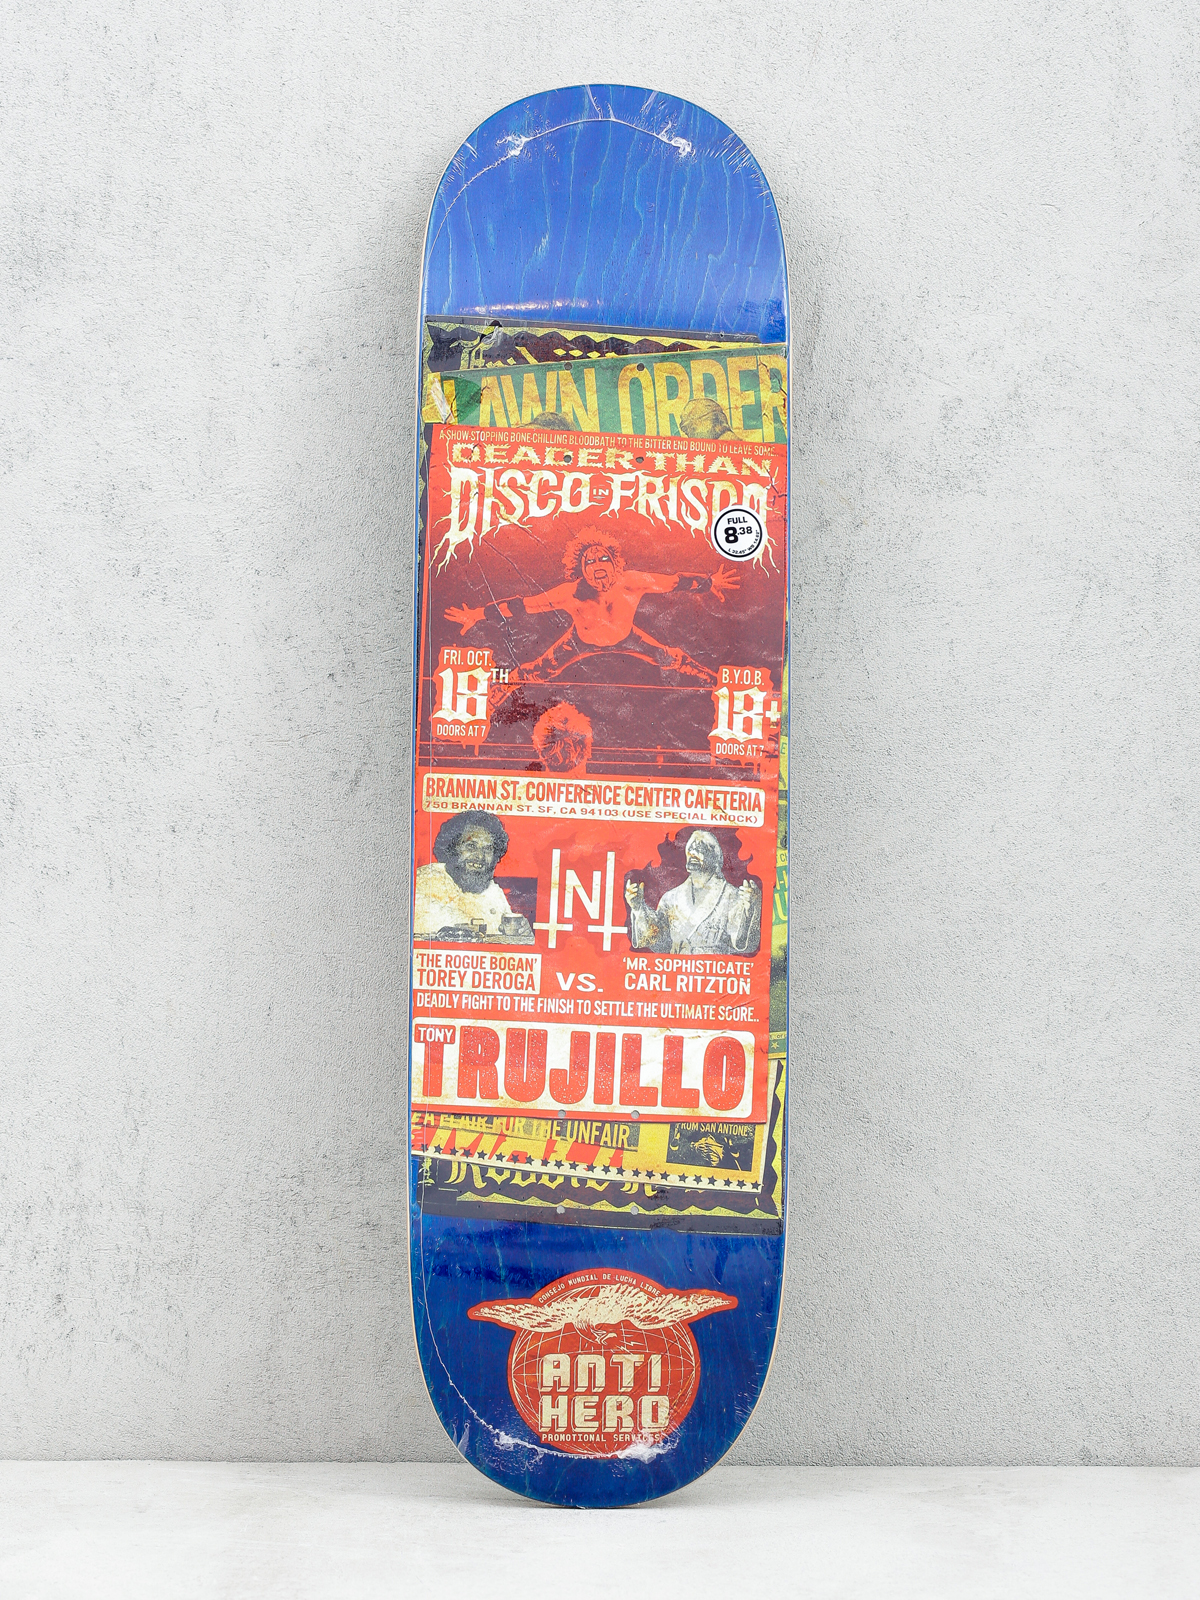 LAWN ORDER
A SHOW-STOPPING BONE-CHILLING BLOODBATH TO THE BITTER END BOUND TO LEAVE SOME
DEADER THAN
DISCO IN FRISCO
FULL
8.38
FRI. OCT.
18TH
DOORS AT 7
B.Y.O.B.
18+
DOORS AT 7
BRANNAN ST. CONFERENCE CENTER CAFETERIA
750 BRANNAN ST. SF, CA 94103 (USE SPECIAL KNOCK)
TNT
'THE ROGUE BOGAN'
TOREY DEROGA
VS.
'MR. SOPHISTICATE'
CARL RITZTON
DEADLY FIGHT TO THE FINISH TO SETTLE THE ULTIMATE SCORE..
TONY
TRUJILLO
A FLAIR FOR THE UNFAIR
FROM SAN ANTONE
CONSEJO MUNDIAL DE LUCHA LIBRE
ANTI
HERO
PROMOTIONAL SERVICES